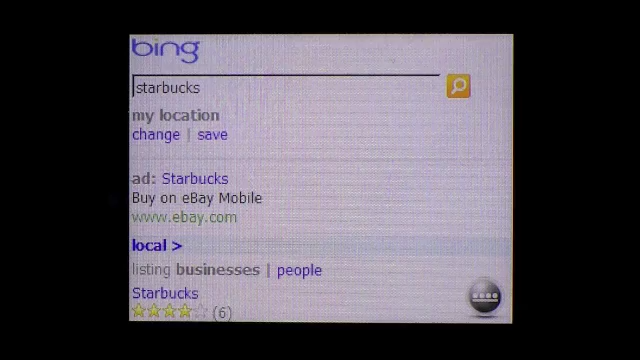 bing
starbucks
my location
change | save
ad: Starbucks
Buy on eBay Mobile
www.ebay.com
local >
listing businesses | people
Starbucks
(6)